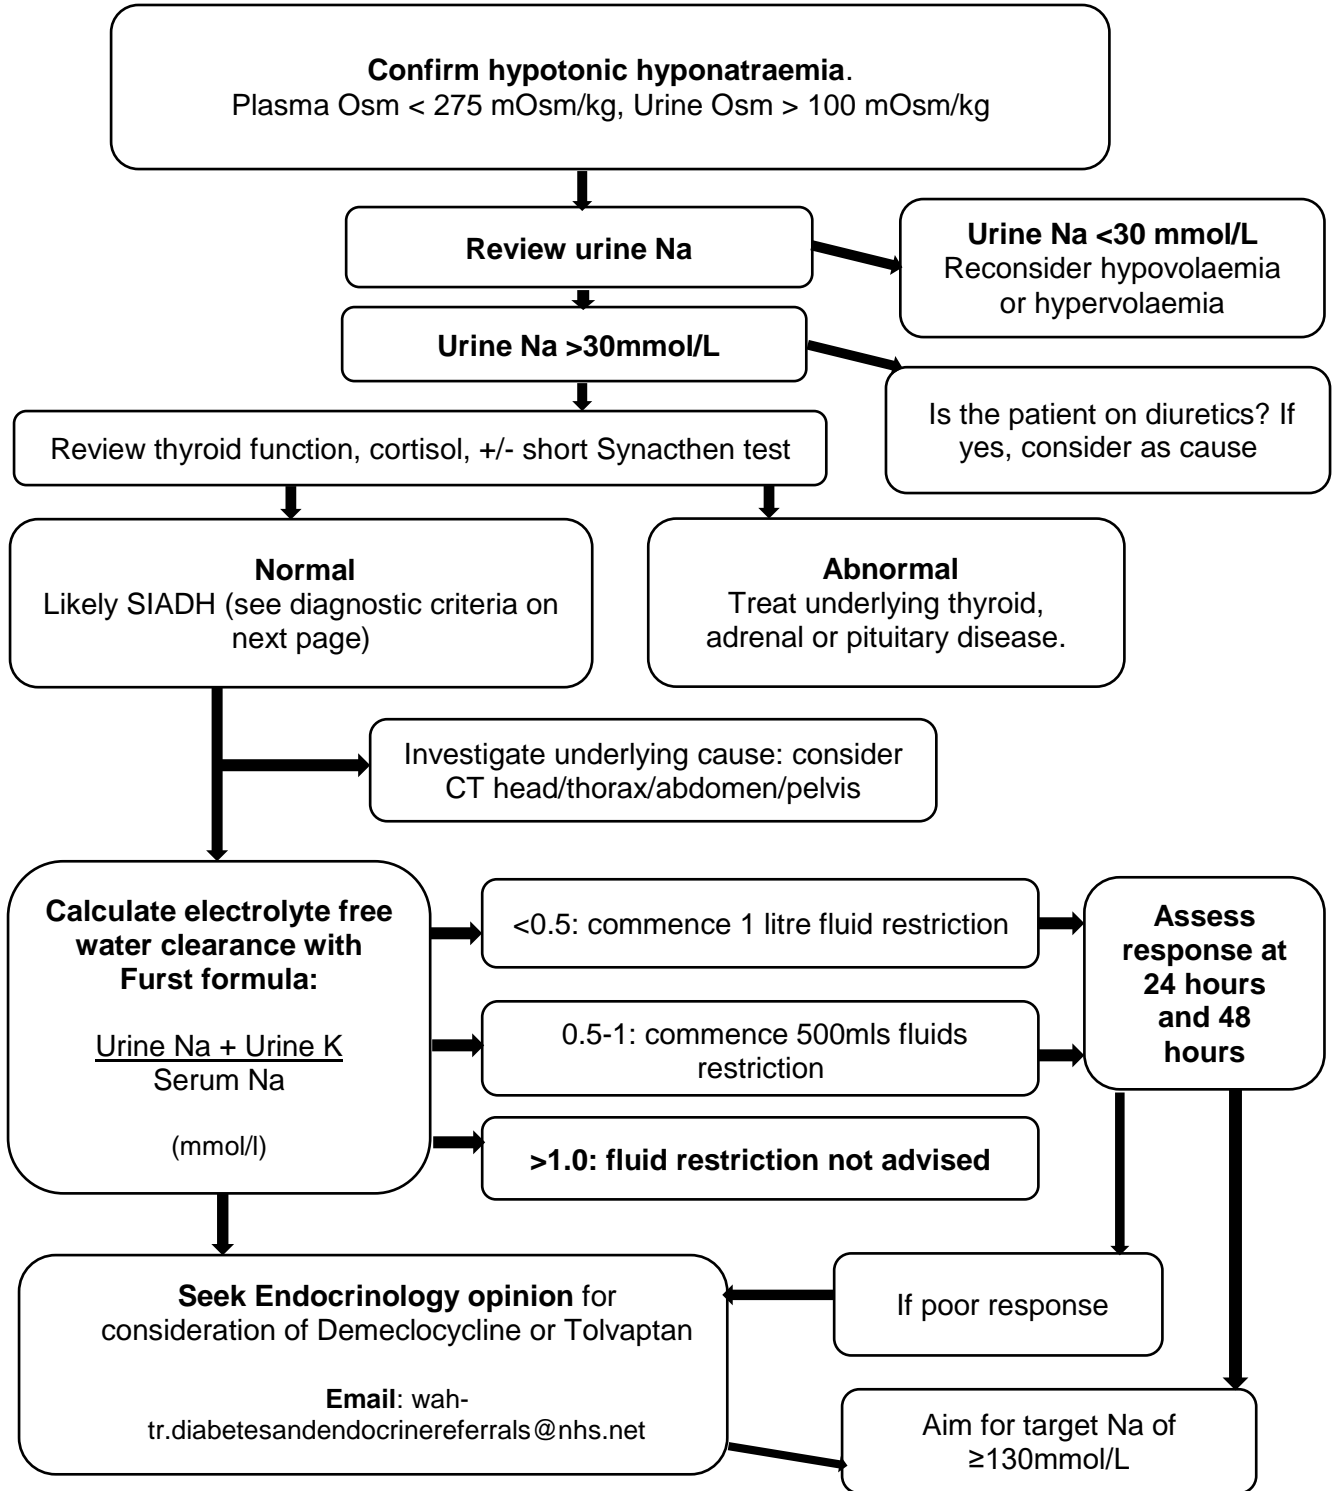 Confirm hypotonic hyponatraemia.
Plasma Osm < 275 mOsm/kg, Urine Osm > 100 mOsm/kg
Review urine Na
Urine Na <30 mmol/L
Reconsider hypovolaemia
or hypervolaemia
Urine Na >30mmol/L
Is the patient on diuretics? If
yes, consider as cause
Review thyroid function, cortisol, +/- short Synacthen test
Normal
Likely SIADH (see diagnostic criteria on
next page)
Abnormal
Treat underlying thyroid,
adrenal or pituitary disease.
Investigate underlying cause: consider
CT head/thorax/abdomen/pelvis
Calculate electrolyte free
water clearance with
Furst formula:
Urine Na + Urine K
Serum Na
(mmol/l)
<0.5: commence 1 litre fluid restriction
0.5-1: commence 500mls fluids
restriction
>1.0: fluid restriction not advised
Assess
response at
24 hours
and 48
hours
Seek Endocrinology opinion for
consideration of Demeclocycline or Tolvaptan
Email: wah-
tr.diabetesandendocrinereferrals@nhs.net
If poor response
Aim for target Na of
≥130mmol/L